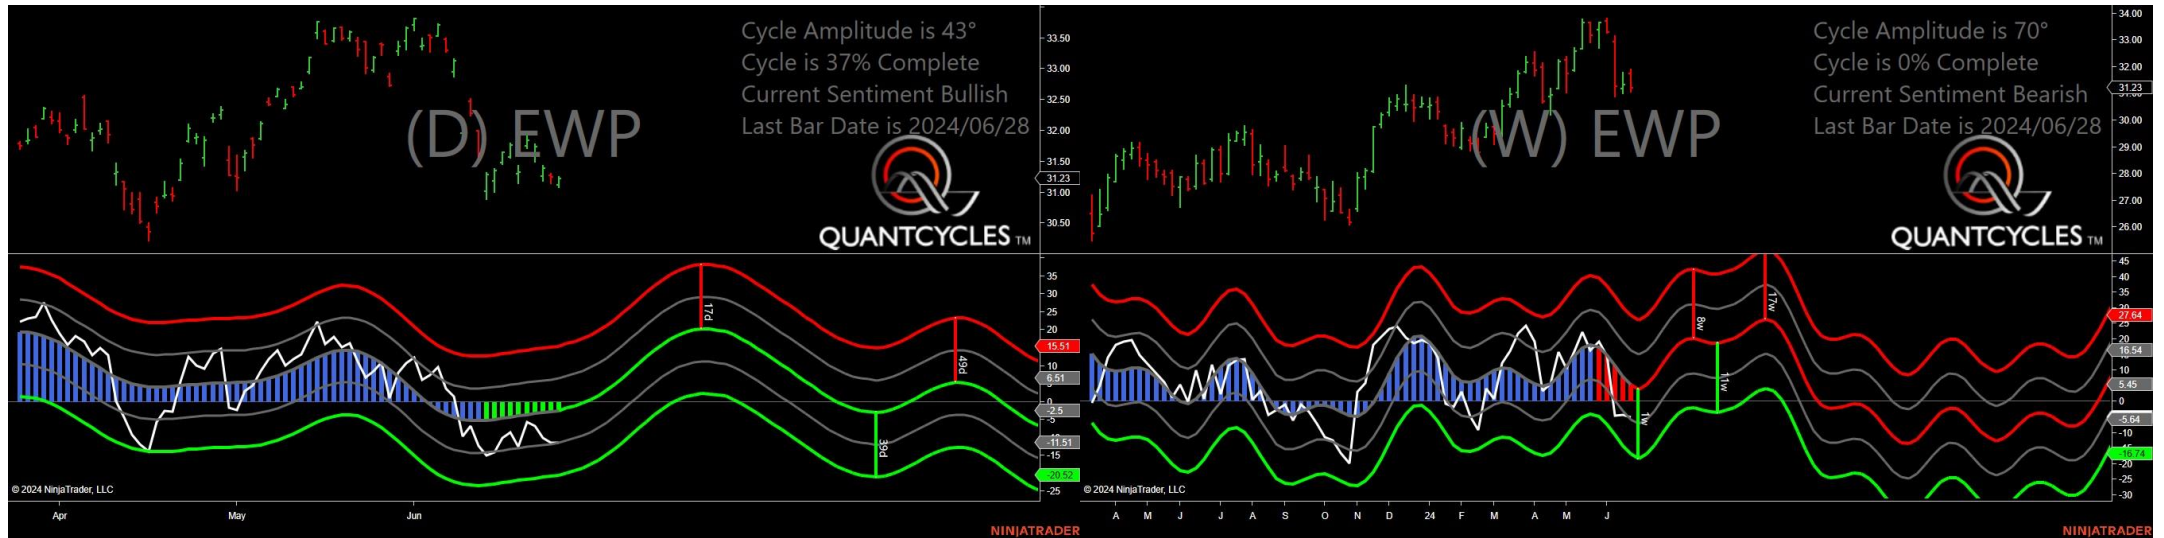 Cycle Amplitude is 43°
Cycle is 37% Complete
Current Sentiment Bullish
Last Bar Date is 2024/06/28
(D) EWP
QUANTCYCLES TM
33.50
33.00
32.50
32.00
31.50
31.23
31.00
30.50
35
30
25
20
15.51
10
6.51
5
0
-2.5
-5
-11.51
-15
-20.52
-25
17d
39d
49d
© 2024 NinjaTrader, LLC
Apr May Jun
NINJATRADER
Cycle Amplitude is 70°
Cycle is 0% Complete
Current Sentiment Bearish
Last Bar Date is 2024/06/28
(W) EWP
QUANTCYCLES TM
34.00
33.00
32.00
31.23
30.00
29.00
28.00
27.00
26.00
45
40
35
27.64
25
20
16.54
10
5.45
0
-5.64
-10
-16.74
-20
-25
-30
1w
8w
11w
17w
© 2024 NinjaTrader, LLC
A M J J A S O N D 24 F M A M J
NINJATRADER